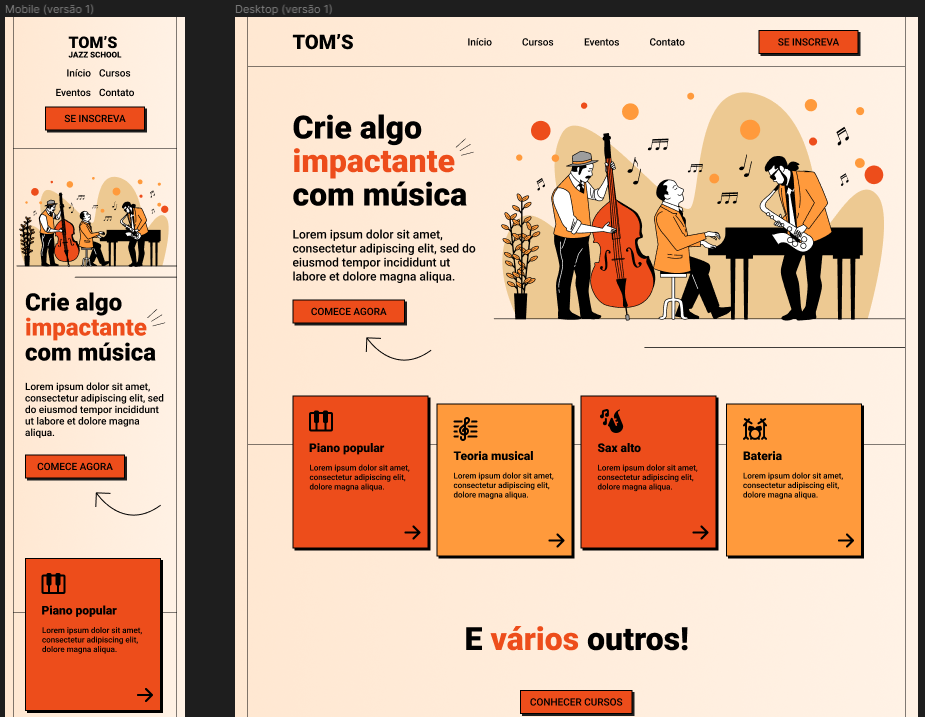 Mobile (versão 1)
TOM'S
JAZZ SCHOOL
Início Cursos
Eventos Contato
SE INSCREVA
Crie algo
impactante
com música
Lorem ipsum dolor sit amet,
consectetur adipiscing elit, sed
do eiusmod tempor incididunt
ut labore et dolore magna
aliqua.
COMECE AGORA
Piano popular
Lorem ipsum dolor sit amet,
consectetur adipiscing elit,
dolore magna aliqua.
Desktop (versão 1)
TOM'S
Início Cursos Eventos Contato
SE INSCREVA
Crie algo
impactante
com música
Lorem ipsum dolor sit amet,
consectetur adipiscing elit, sed do
eiusmod tempor incididunt ut
labore et dolore magna aliqua.
COMECE AGORA
Piano popular
Lorem ipsum dolor sit amet,
consectetur adipiscing elit,
dolore magna aliqua.
Teoria musical
Lorem ipsum dolor sit amet,
consectetur adipiscing elit,
dolore magna aliqua.
Sax alto
Lorem ipsum dolor sit amet,
consectetur adipiscing elit,
dolore magna aliqua.
Bateria
Lorem ipsum dolor sit amet,
consectetur adipiscing elit,
dolore magna aliqua.
E vários outros!
CONHECER CURSOS